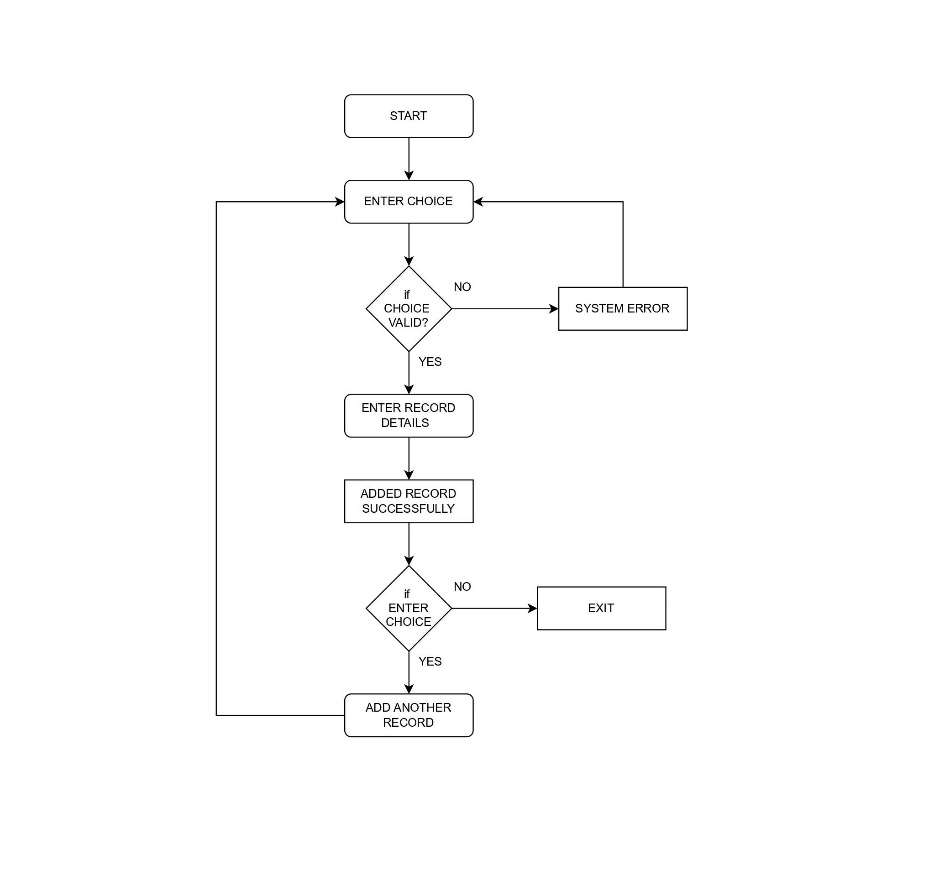 START
ENTER CHOICE
if
CHOICE
VALID?
NO
SYSTEM ERROR
YES
ENTER RECORD
DETAILS
ADDED RECORD
SUCCESSFULLY
if
ENTER
CHOICE
NO
EXIT
YES
ADD ANOTHER
RECORD